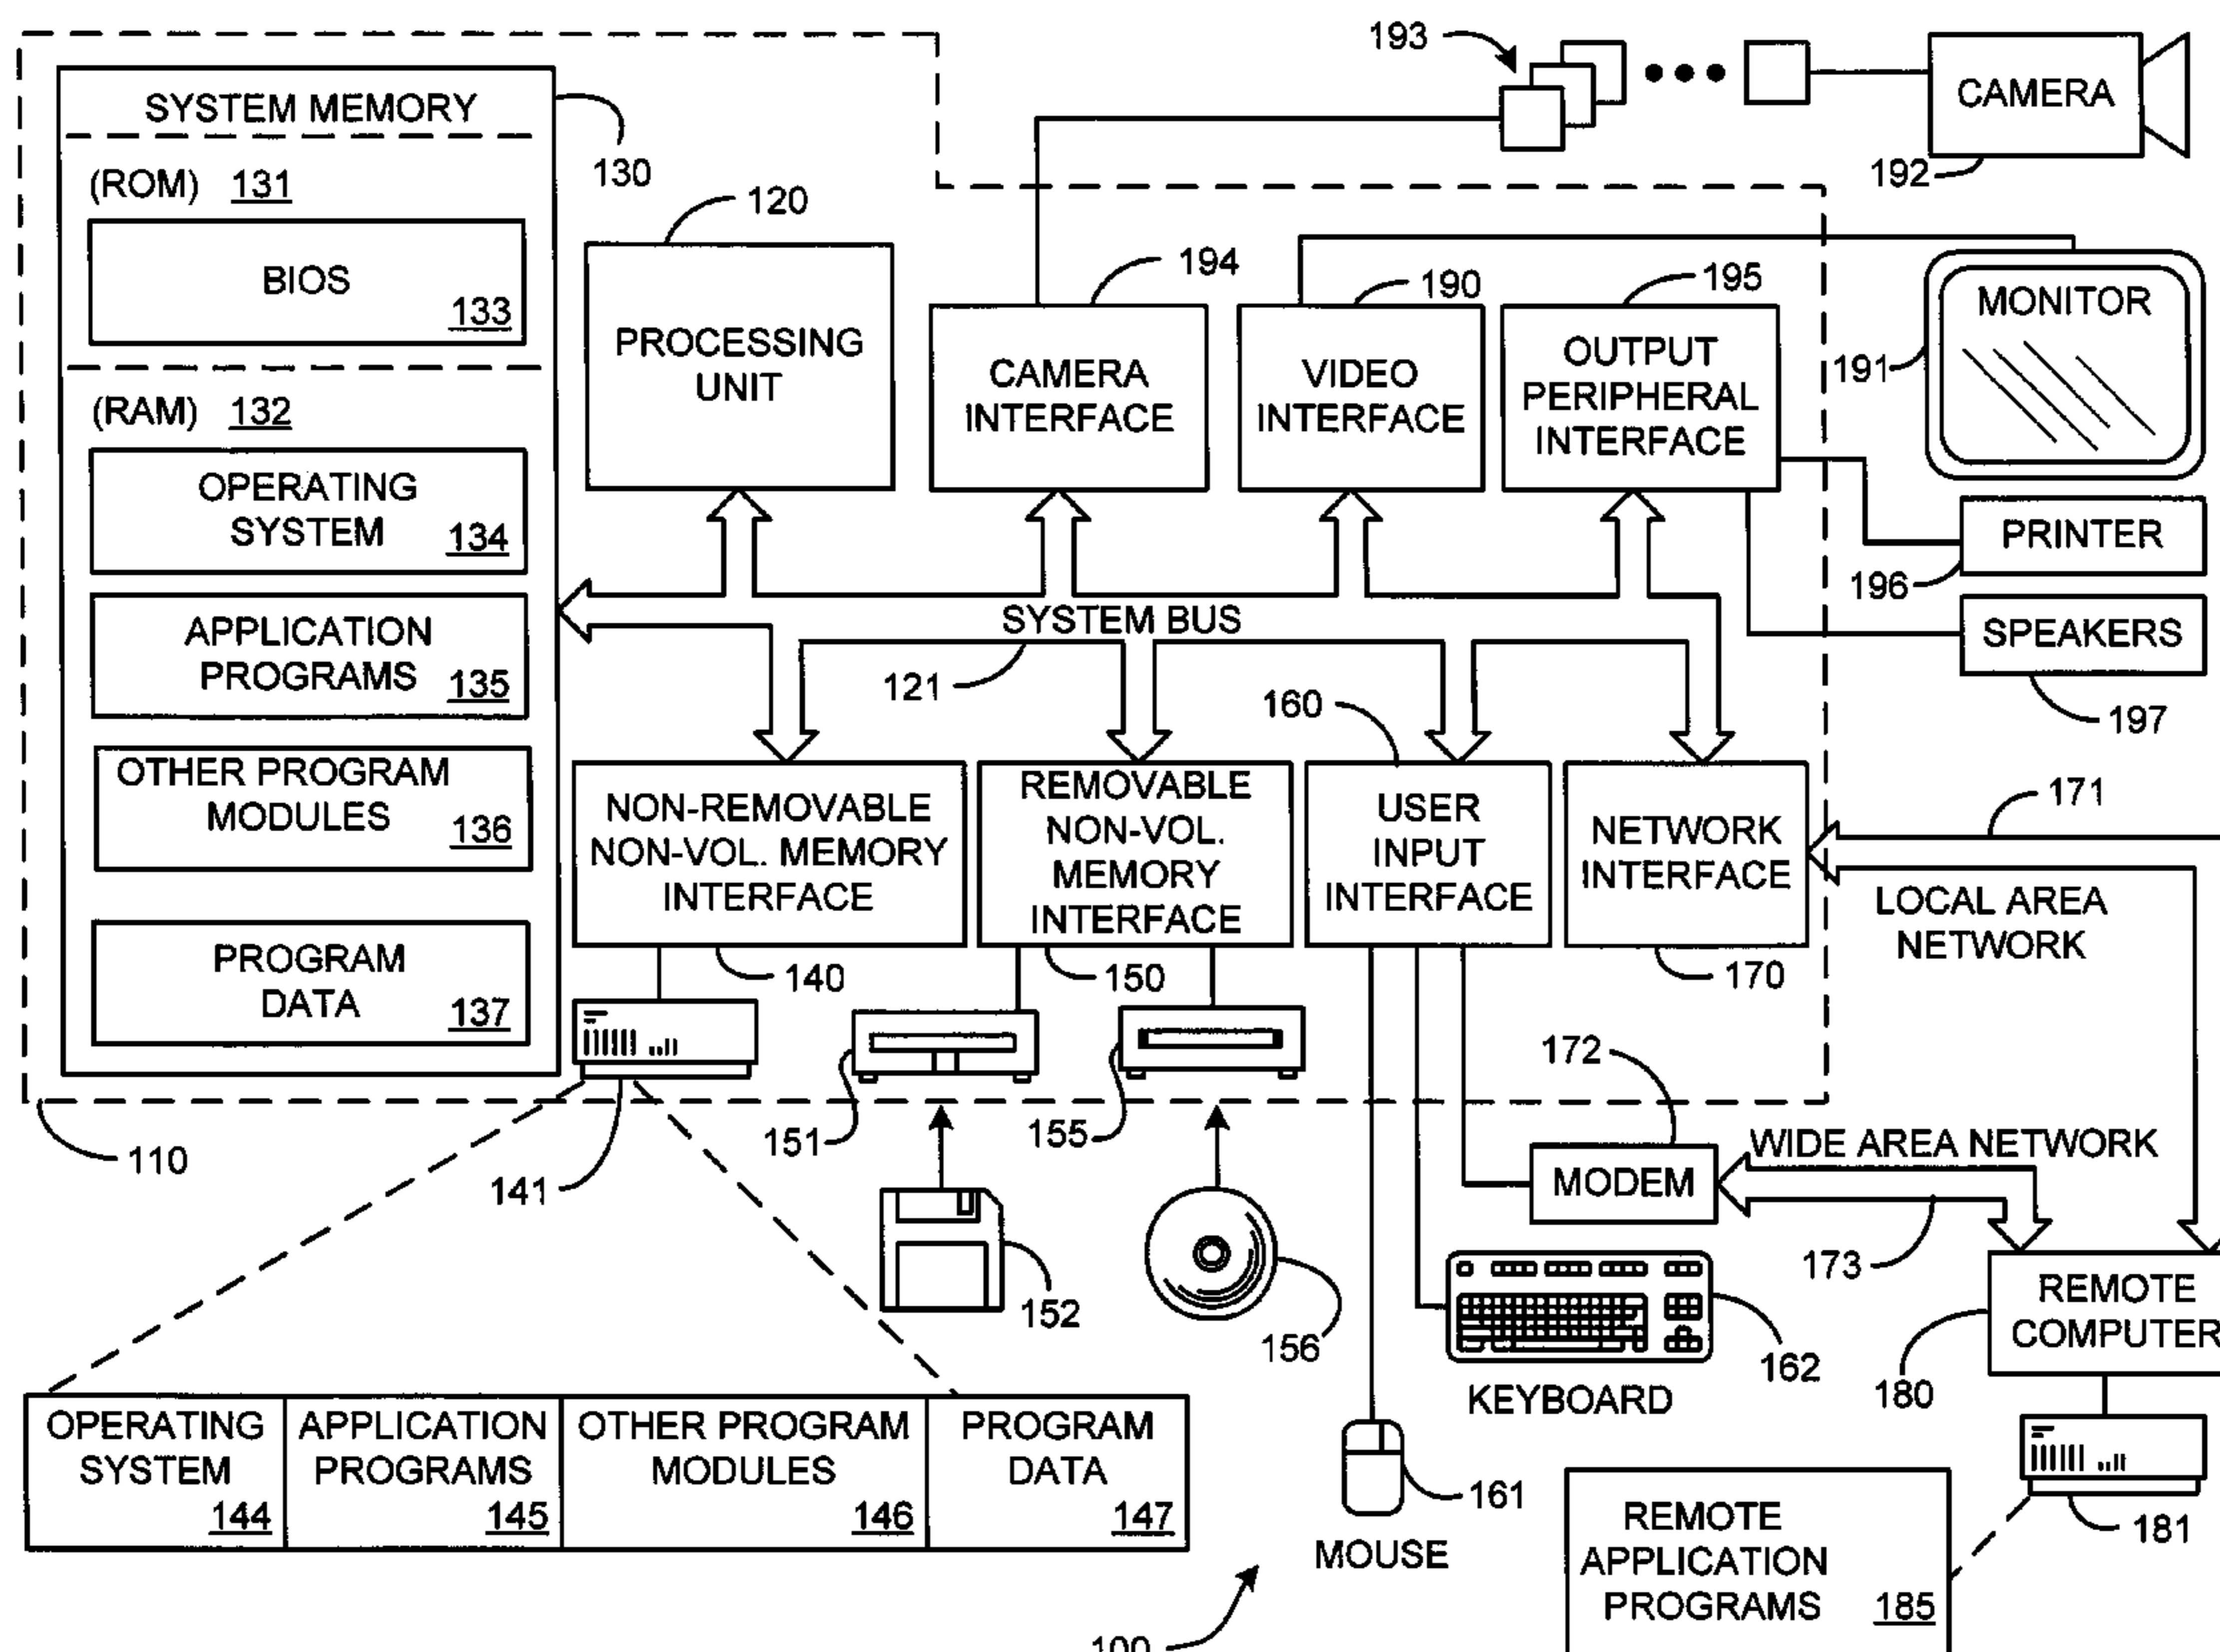 193
CAMERA
192
SYSTEM MEMORY
130
(ROM) 131
BIOS
133
(RAM) 132
OPERATING
SYSTEM
134
APPLICATION
PROGRAMS
135
OTHER PROGRAM
MODULES
136
PROGRAM
DATA
137
120
PROCESSING
UNIT
194
CAMERA
INTERFACE
190
VIDEO
INTERFACE
195
OUTPUT
PERIPHERAL
INTERFACE
MONITOR
191
PRINTER
196
SPEAKERS
197
SYSTEM BUS
121
160
NON-REMOVABLE
NON-VOL. MEMORY
INTERFACE
140
REMOVABLE
NON-VOL.
MEMORY
INTERFACE
150
USER
INPUT
INTERFACE
NETWORK
INTERFACE
170
171
LOCAL AREA
NETWORK
110
141
151
155
152
156
172
MODEM
WIDE AREA NETWORK
173
162
KEYBOARD
161
MOUSE
REMOTE
COMPUTER
180
181
OPERATING
SYSTEM
144
APPLICATION
PROGRAMS
145
OTHER PROGRAM
MODULES
146
PROGRAM
DATA
147
REMOTE
APPLICATION
PROGRAMS
185
100